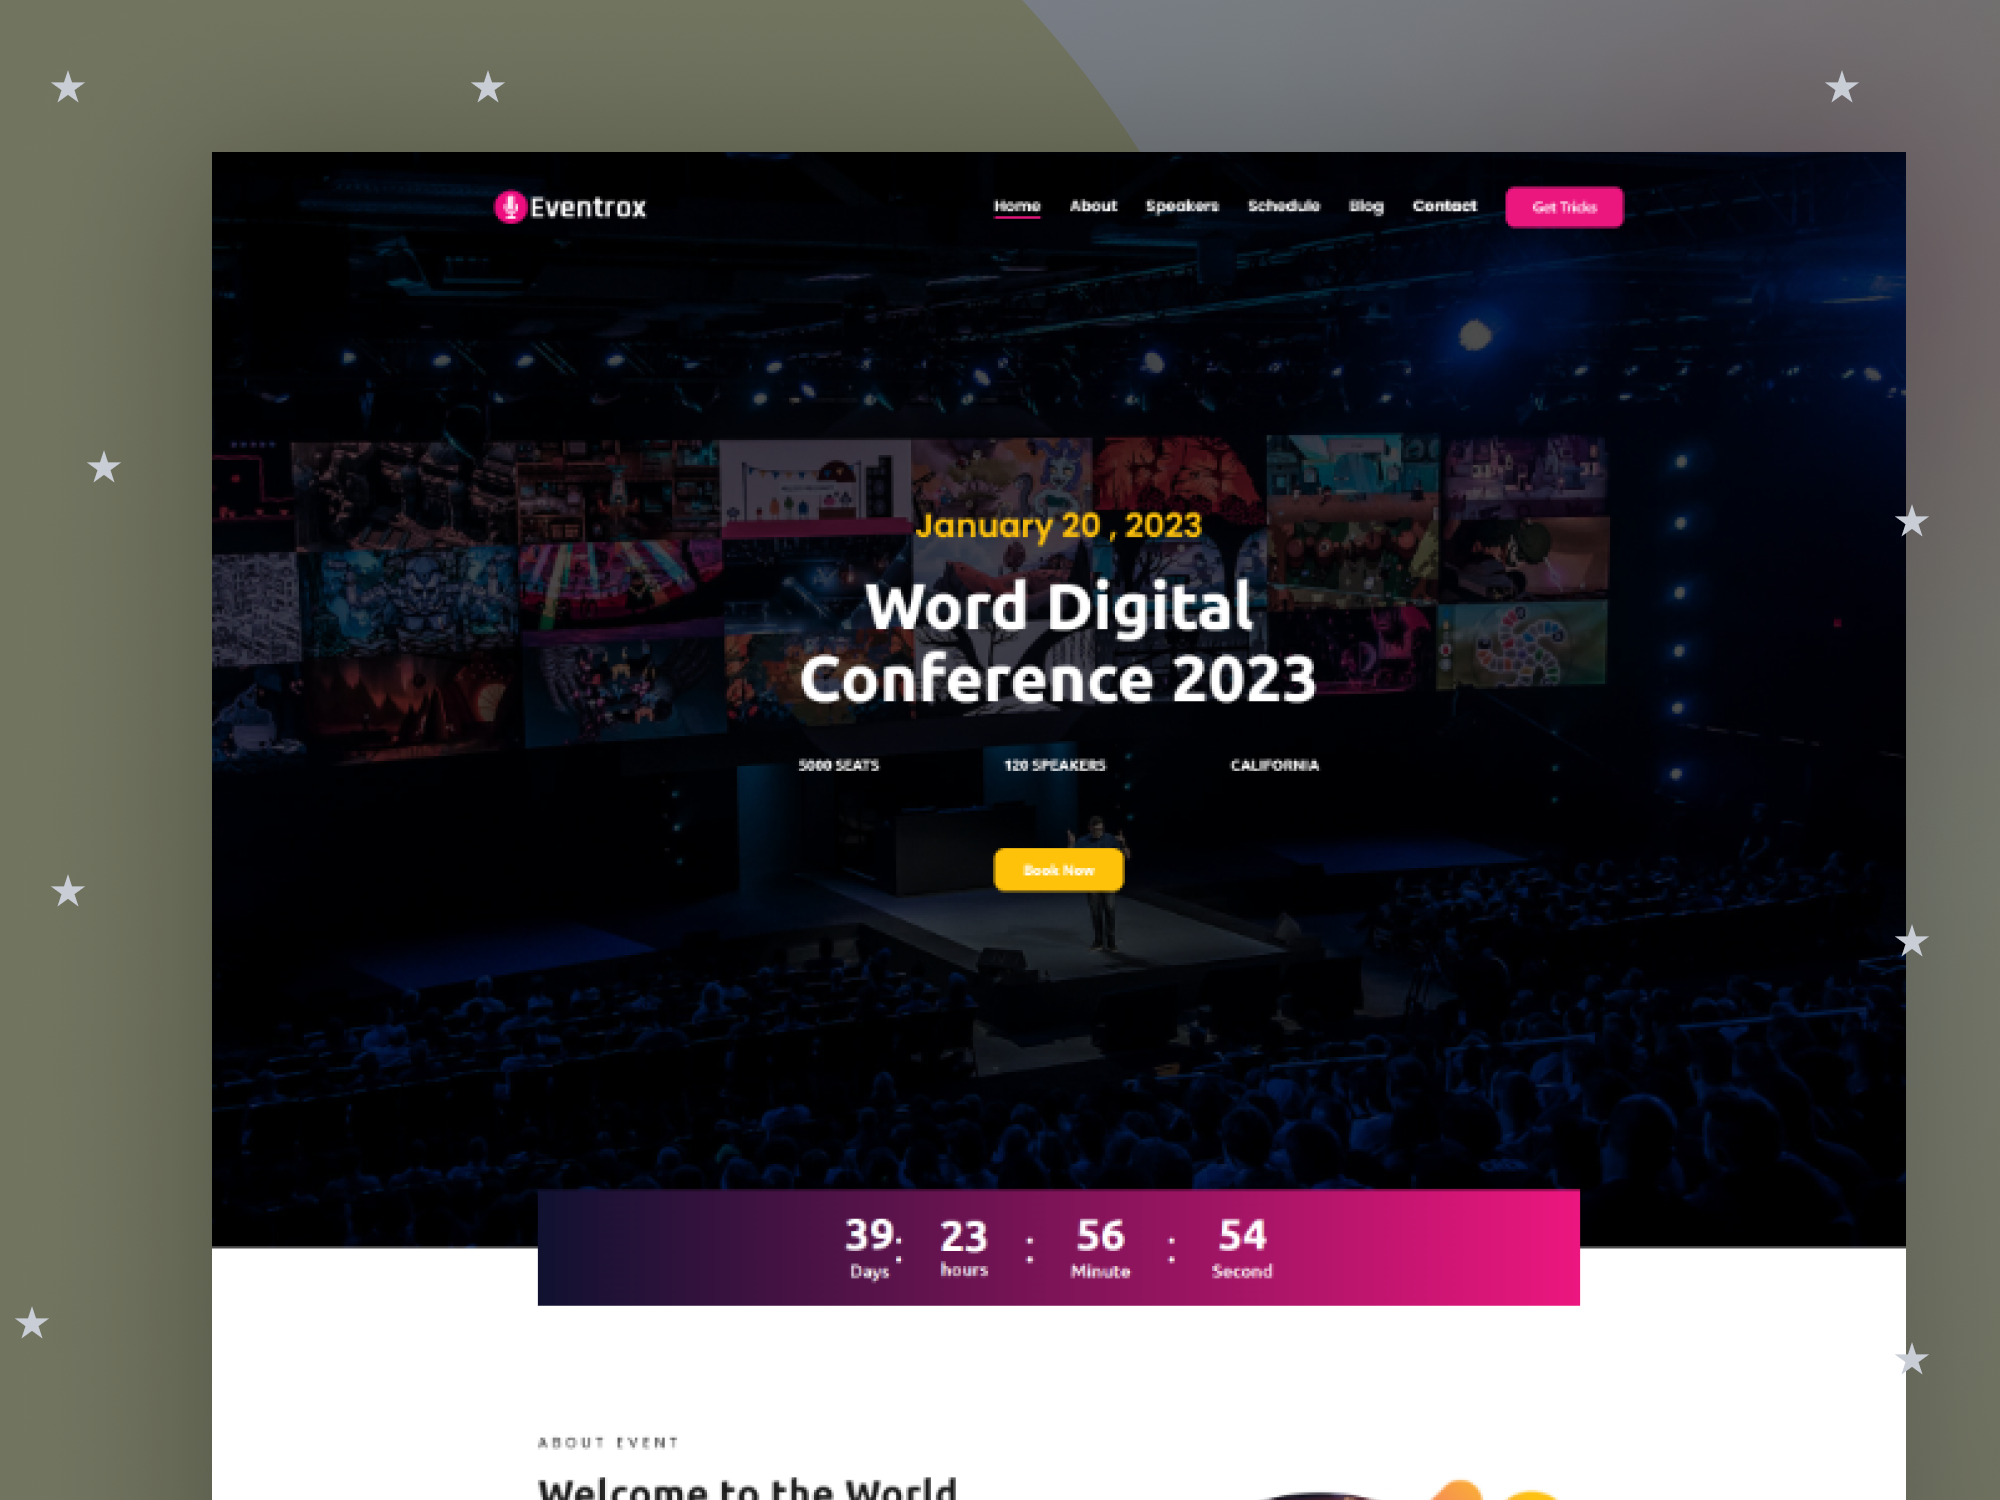 Eventrox
Home About Speakers Schedule Blog Contact Get Tricks
January 20 , 2023
Word Digital
Conference 2023
5000 SEATS 120 SPEAKERS CALIFORNIA
Book Now
39 : 23 : 56 : 54
Days hours Minute Second
ABOUT EVENT
Welcome to the World